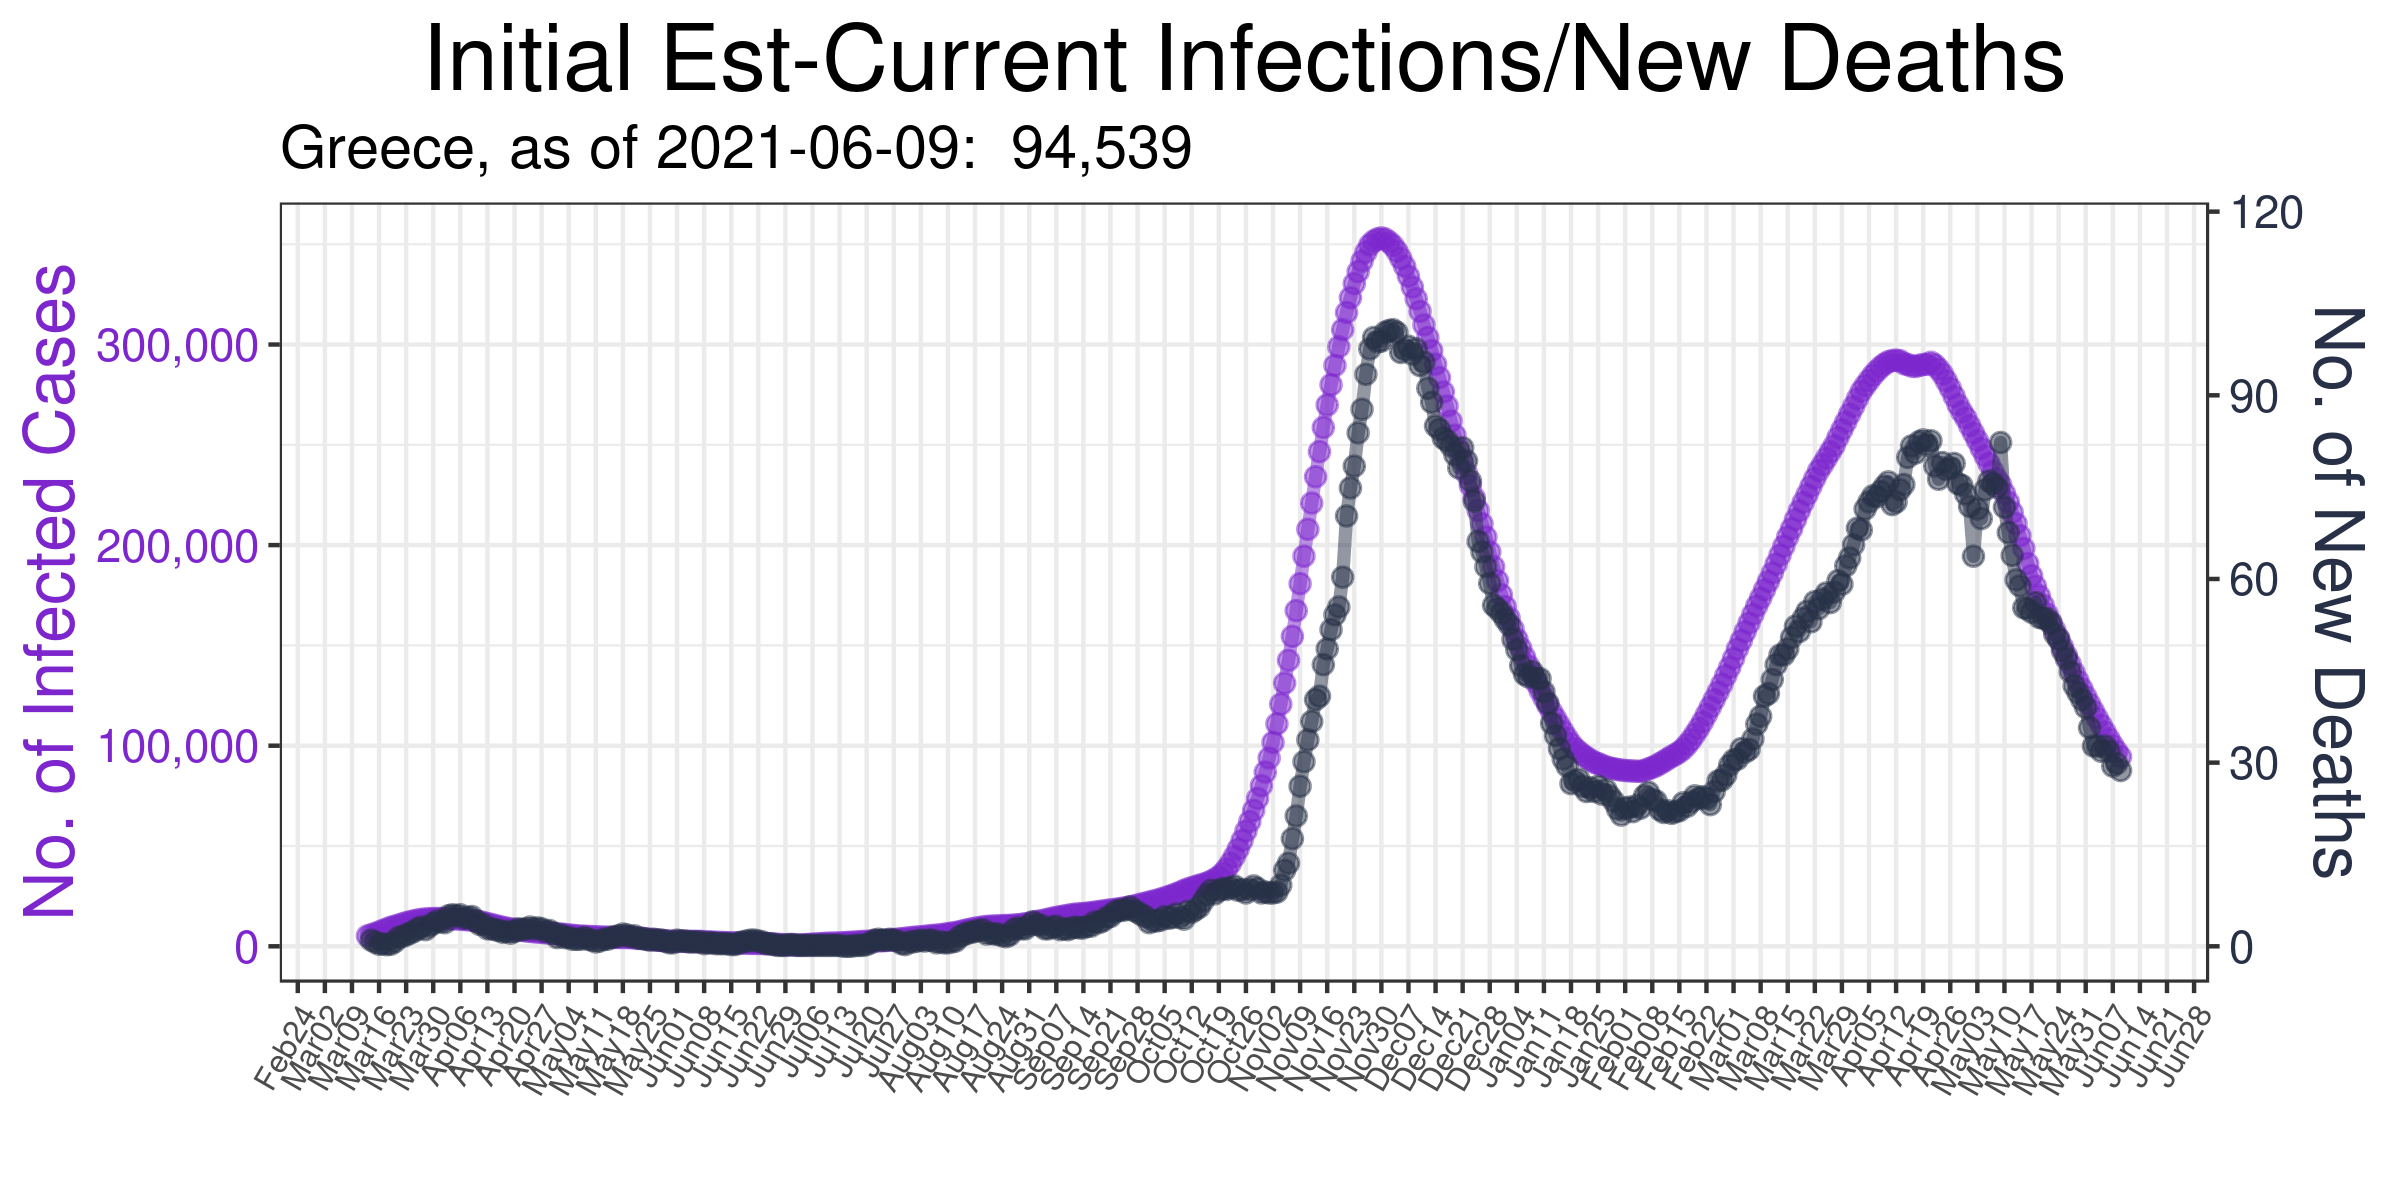 Initial Est-Current Infections/New Deaths
Greece, as of 2021-06-09:  94,539
No. of Infected Cases
300,000
200,000
100,000
0
120
90
60
30
0
No. of New Deaths
Feb24
Mar02
Mar09
Mar16
Mar23
Mar30
Apr06
Apr13
Apr20
Apr27
May04
May11
May18
May25
Jun01
Jun08
Jun15
Jun22
Jun29
Jul06
Jul13
Jul20
Jul27
Aug03
Aug10
Aug17
Aug24
Aug31
Sep07
Sep14
Sep21
Sep28
Oct05
Oct12
Oct19
Oct26
Nov02
Nov09
Nov16
Nov23
Nov30
Dec07
Dec14
Dec21
Dec28
Jan04
Jan11
Jan18
Jan25
Feb01
Feb08
Feb15
Feb22
Mar01
Mar08
Mar15
Mar22
Mar29
Apr05
Apr12
Apr19
Apr26
May03
May10
May17
May24
May31
Jun07
Jun14
Jun21
Jun28